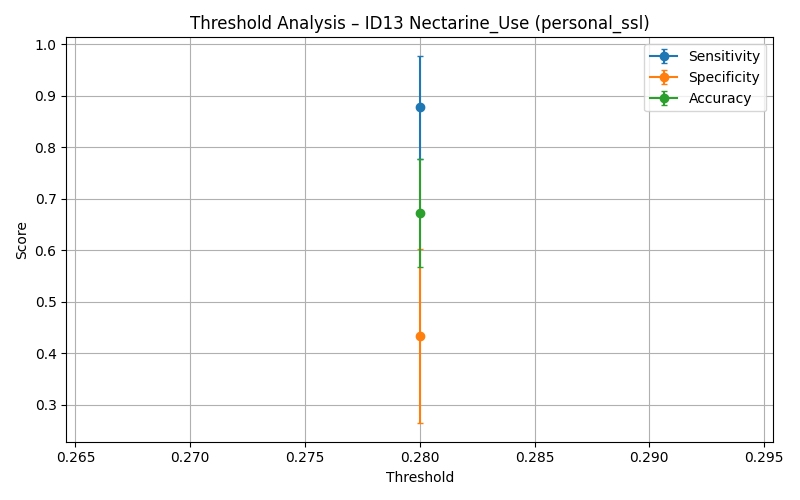 Threshold Analysis – ID13 Nectarine_Use (personal_ssl)
1.0
0.9
0.8
0.7
0.6
0.5
0.4
0.3
Score
Sensitivity
Specificity
Accuracy
0.265 0.270 0.275 0.280 0.285 0.290 0.295
Threshold